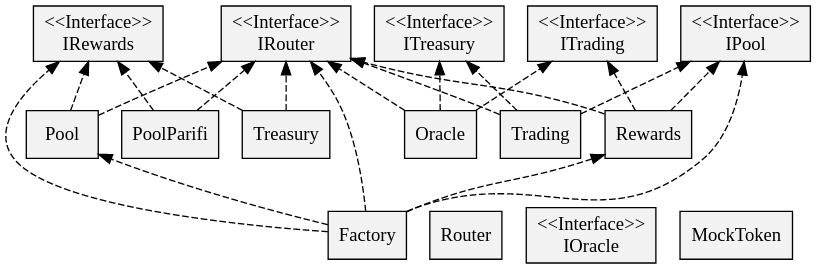 <<Interface>>
IRewards
<<Interface>>
IRouter
<<Interface>>
ITreasury
<<Interface>>
ITrading
<<Interface>>
IPool
Pool
PoolParifi
Treasury
Oracle
Trading
Rewards
Factory
Router
<<Interface>>
IOracle
MockToken